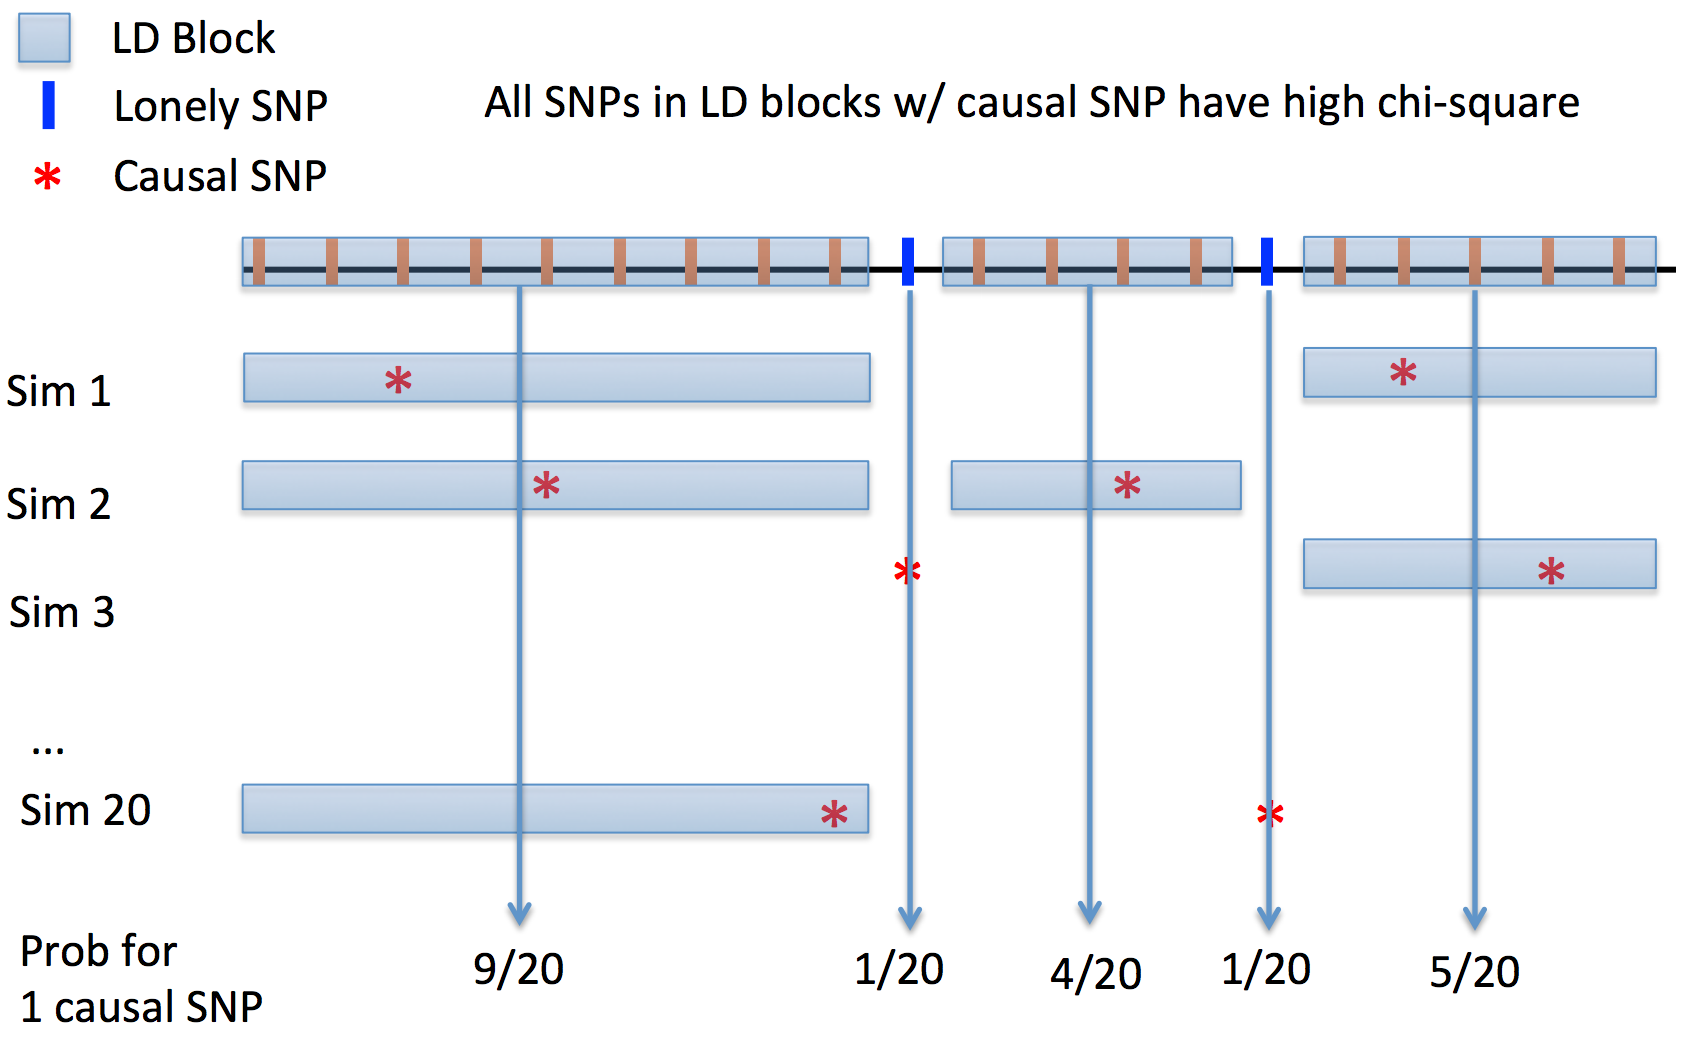 LD Block
Lonely SNP
All SNPs in LD blocks w/ causal SNP have high chi-square
* Causal SNP
Sim 1
*
*
Sim 2
*
*
Sim 3
*
*
...
Sim 20
*
*
Prob for
1 causal SNP
9/20
1/20
4/20
1/20
5/20